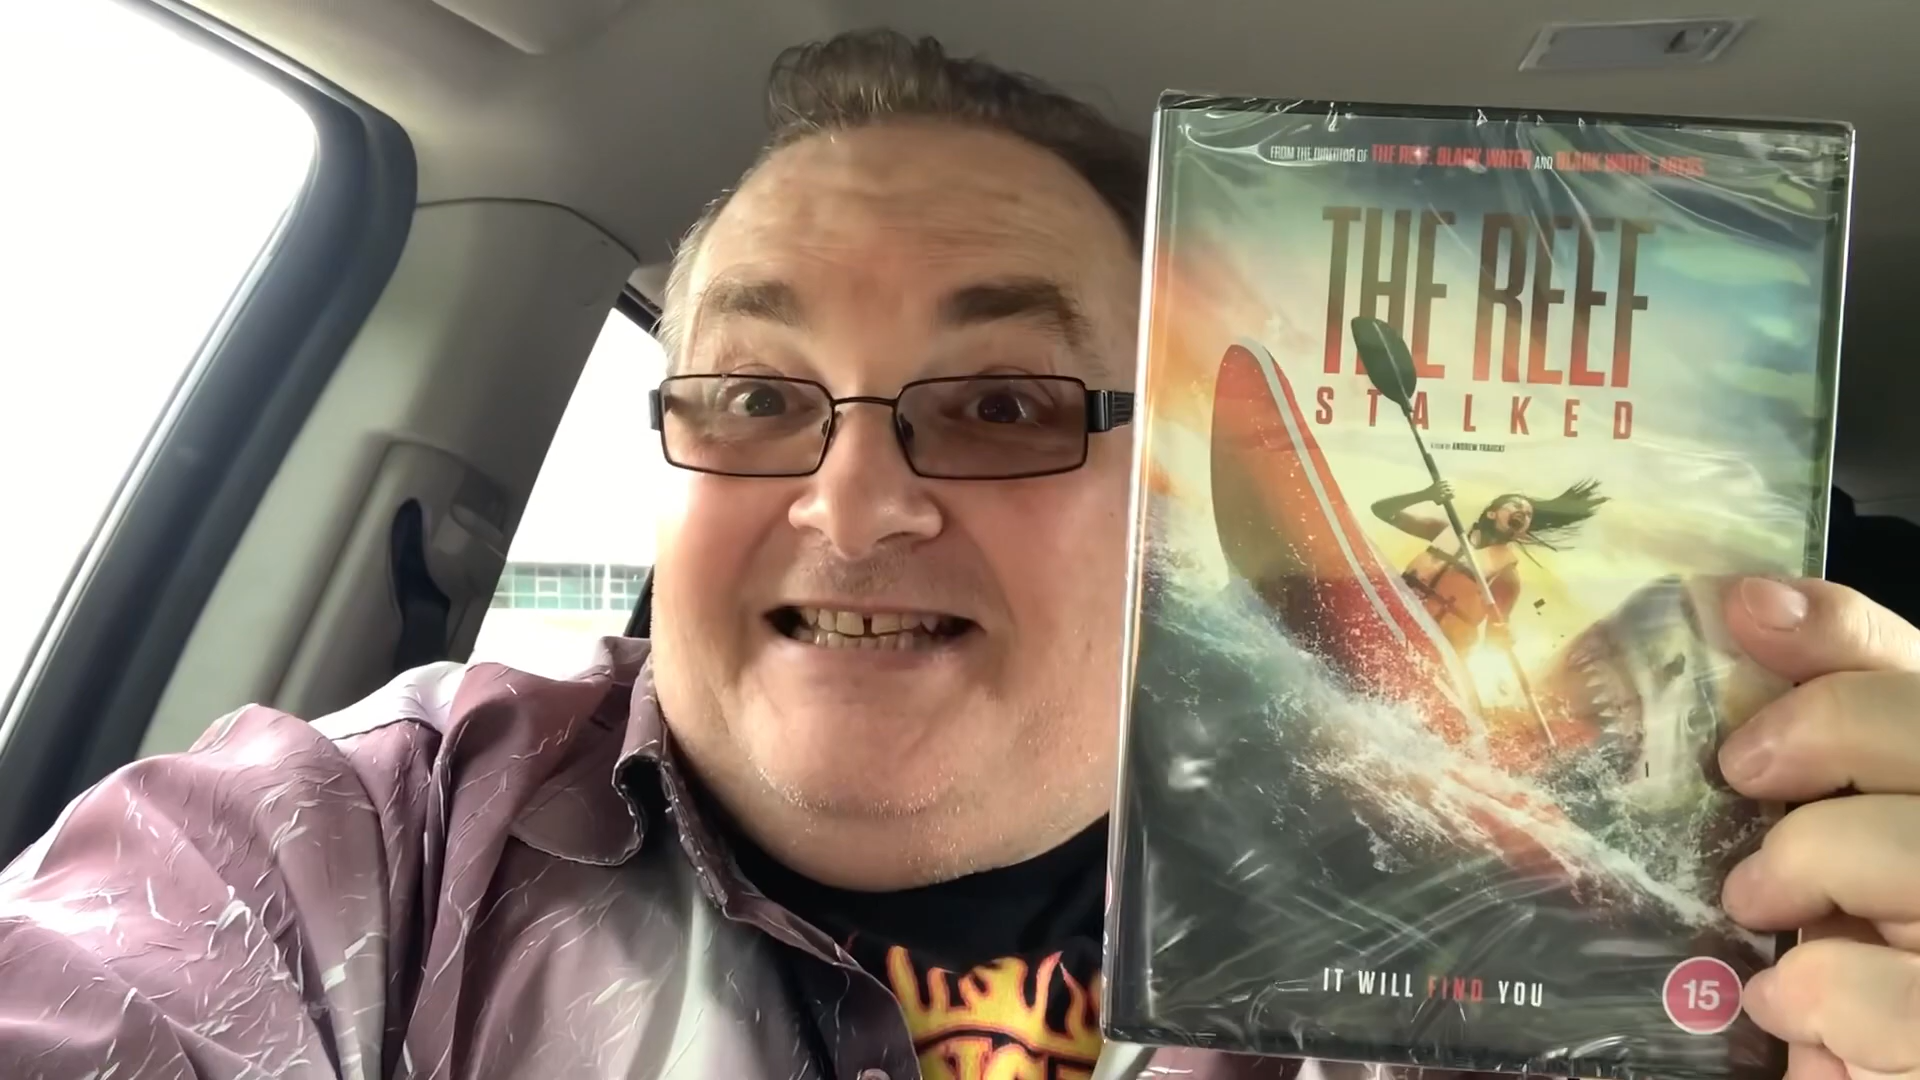 FROM THE DIRECTOR OF THE REEF, BLACK WATER AND BLACK WATER: ABYSS
THE REEF
STALKED
A FILM BY ANDREW TRAUCKI
IT WILL FIND YOU
15